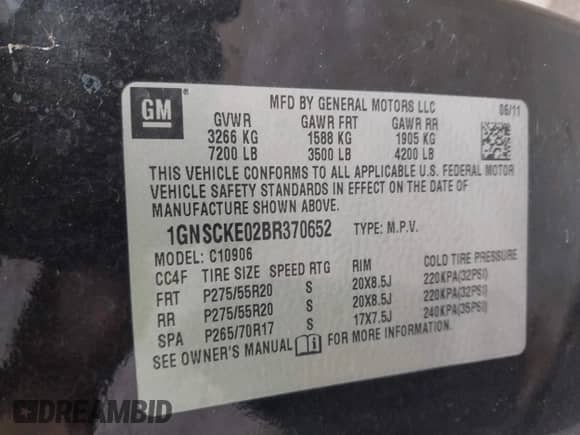 GM
MFD BY GENERAL MOTORS LLC 06/11
GVWR GAWR FRT GAWR RR
3266 KG 1588 KG 1905 KG
7200 LB 3500 LB 4200 LB
THIS VEHICLE CONFORMS TO ALL APPLICABLE U.S. FEDERAL MOTOR
VEHICLE SAFETY STANDARDS IN EFFECT ON THE DATE OF
MANUFACTURE SHOWN ABOVE.
1GNSCKE02BR370652 TYPE: M.P.V.
MODEL: C10906
CC4F TIRE SIZE SPEED RTG RIM COLD TIRE PRESSURE
FRT P275/55R20 S 20X8.5J 220KPA(32PSI)
RR P275/55R20 S 20X8.5J 220KPA(32PSI)
SPA P265/70R17 S 17X7.5J 240KPA(35PSI)
SEE OWNER'S MANUAL i FOR MORE INFORMATION.
DREAMBID